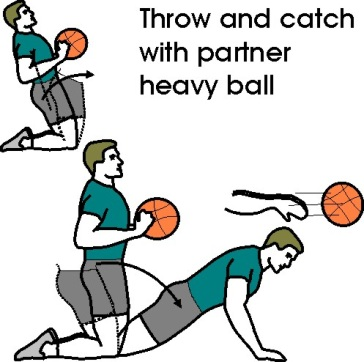 Throw and catch
with partner
heavy ball